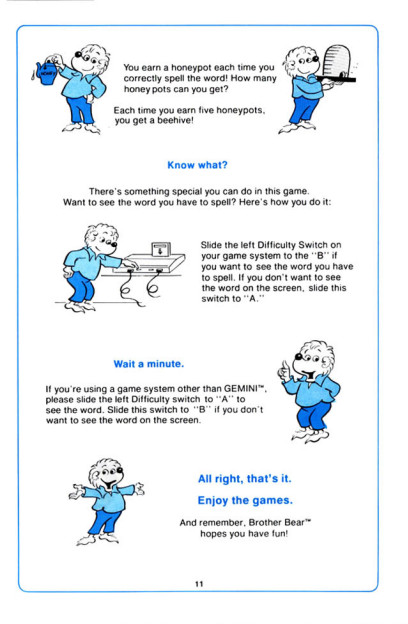 You earn a honeypot each time you
correctly spell the word! How many
honey pots can you get?
Each time you earn five honeypots,
you get a beehive!
HONEY
Know what?
There's something special you can do in this game.
Want to see the word you have to spell? Here's how you do it:
Slide the left Difficulty Switch on
your game system to the "B" if
you want to see the word you have
to spell. If you don't want to see
the word on the screen, slide this
switch to "A."
Wait a minute.
If you're using a game system other than GEMINI™,
please slide the left Difficulty switch to "A" to
see the word. Slide this switch to "B" if you don't
want to see the word on the screen.
All right, that's it.
Enjoy the games.
And remember, Brother Bear™
hopes you have fun!
11